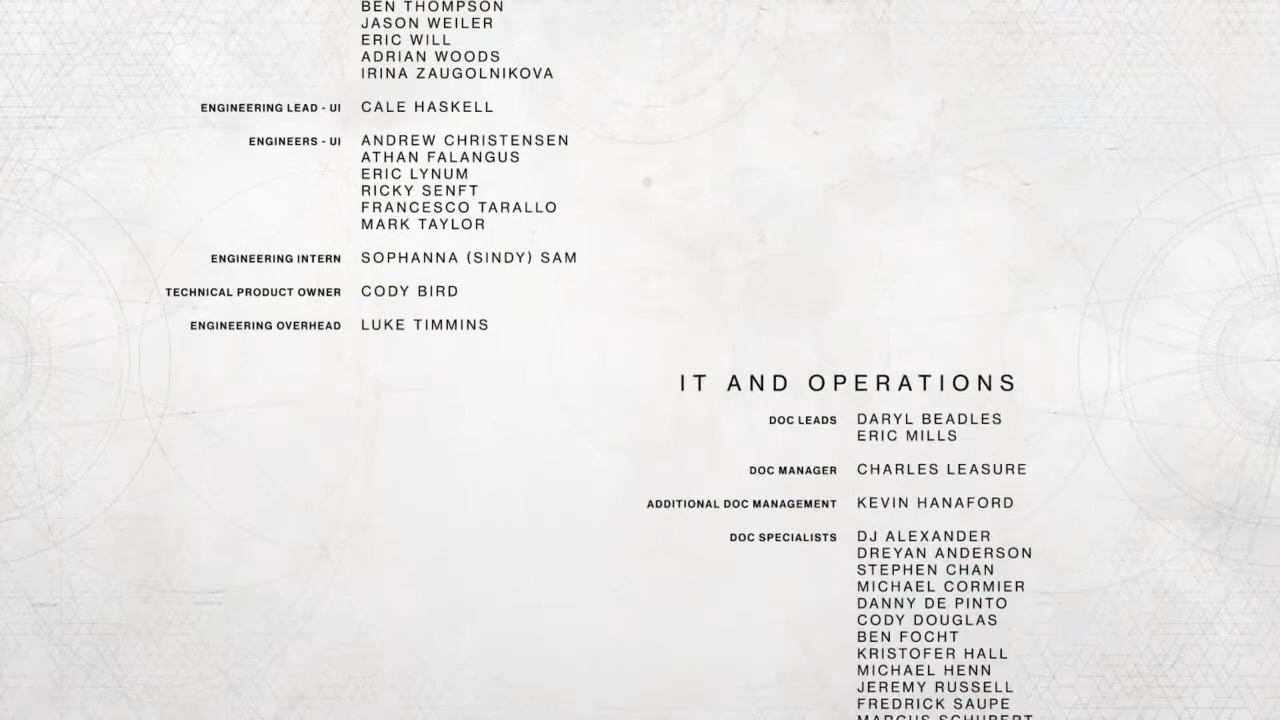 BEN THOMPSON
JASON WEILER
ERIC WILL
ADRIAN WOODS
IRINA ZAUGOLNIKOVA
ENGINEERING LEAD - UI CALE HASKELL
ENGINEERS - UI ANDREW CHRISTENSEN
ATHAN FALANGUS
ERIC LYNUM
RICKY SENFT
FRANCESCO TARALLO
MARK TAYLOR
ENGINEERING INTERN SOPHANNA (SINDY) SAM
TECHNICAL PRODUCT OWNER CODY BIRD
ENGINEERING OVERHEAD LUKE TIMMINS
IT AND OPERATIONS
DOC LEADS DARYL BEADLES
ERIC MILLS
DOC MANAGER CHARLES LEASURE
ADDITIONAL DOC MANAGEMENT KEVIN HANAFORD
DOC SPECIALISTS DJ ALEXANDER
DREYAN ANDERSON
STEPHEN CHAN
MICHAEL CORMIER
DANNY DE PINTO
CODY DOUGLAS
BEN FOCHT
KRISTOFER HALL
MICHAEL HENN
JEREMY RUSSELL
FREDRICK SAUPE
MARCUS SCHUBERT